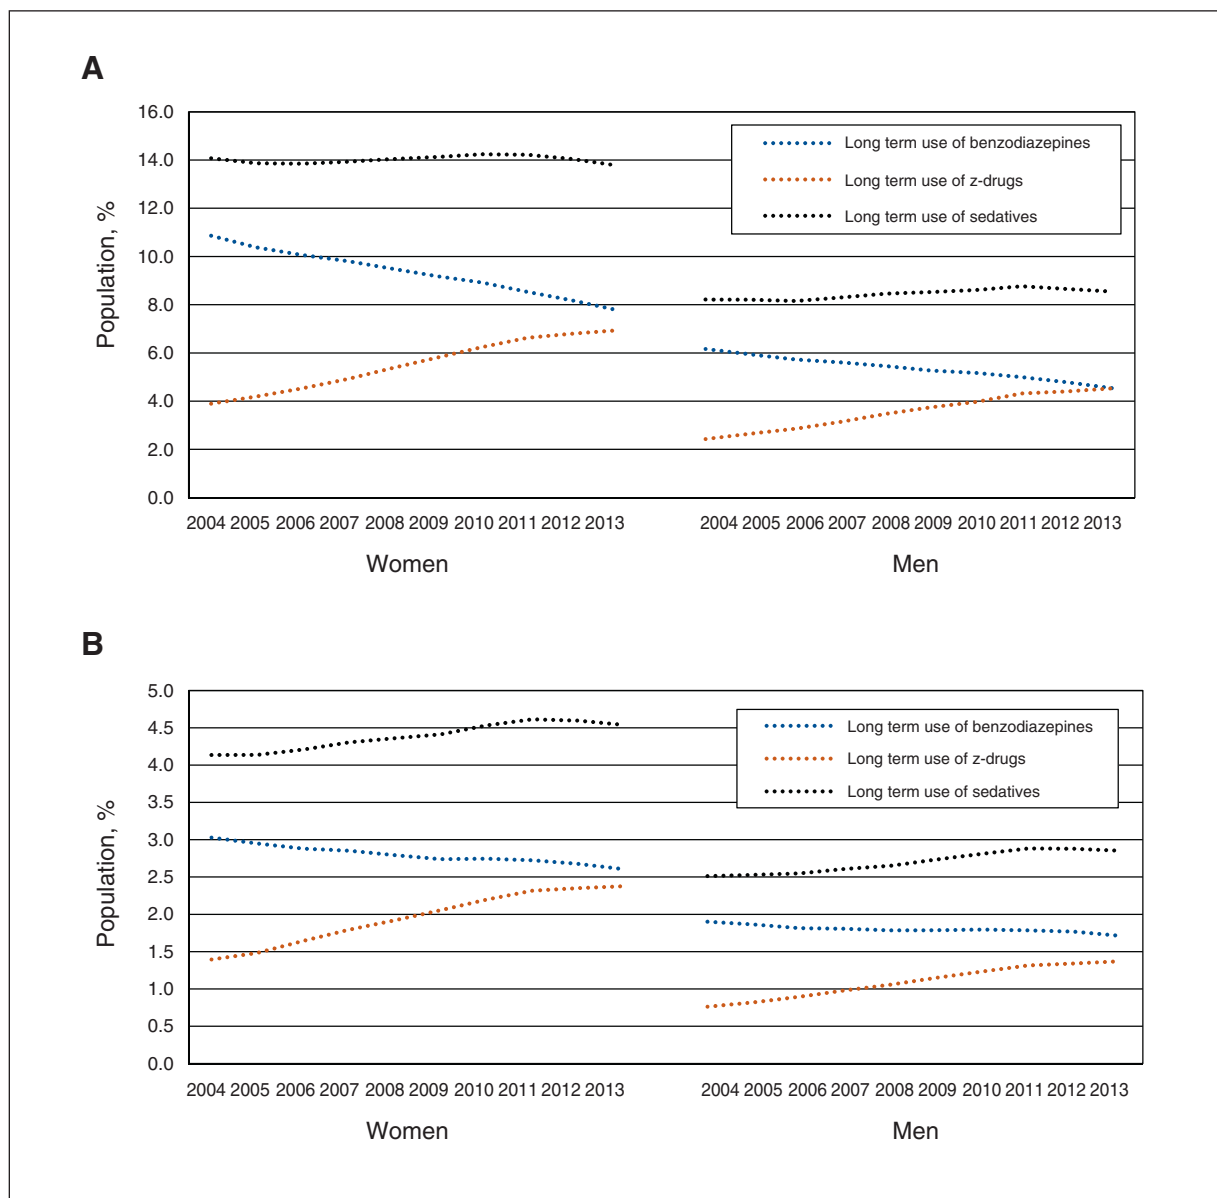 A
16.0
14.0
12.0
10.0
8.0
6.0
4.0
2.0
0.0
Population, %
Long term use of benzodiazepines
Long term use of z-drugs
Long term use of sedatives
2004 2005 2006 2007 2008 2009 2010 2011 2012 2013
2004 2005 2006 2007 2008 2009 2010 2011 2012 2013
Women
Men
B
5.0
4.5
4.0
3.5
3.0
2.5
2.0
1.5
1.0
0.5
0.0
Population, %
Long term use of benzodiazepines
Long term use of z-drugs
Long term use of sedatives
2004 2005 2006 2007 2008 2009 2010 2011 2012 2013
2004 2005 2006 2007 2008 2009 2010 2011 2012 2013
Women
Men